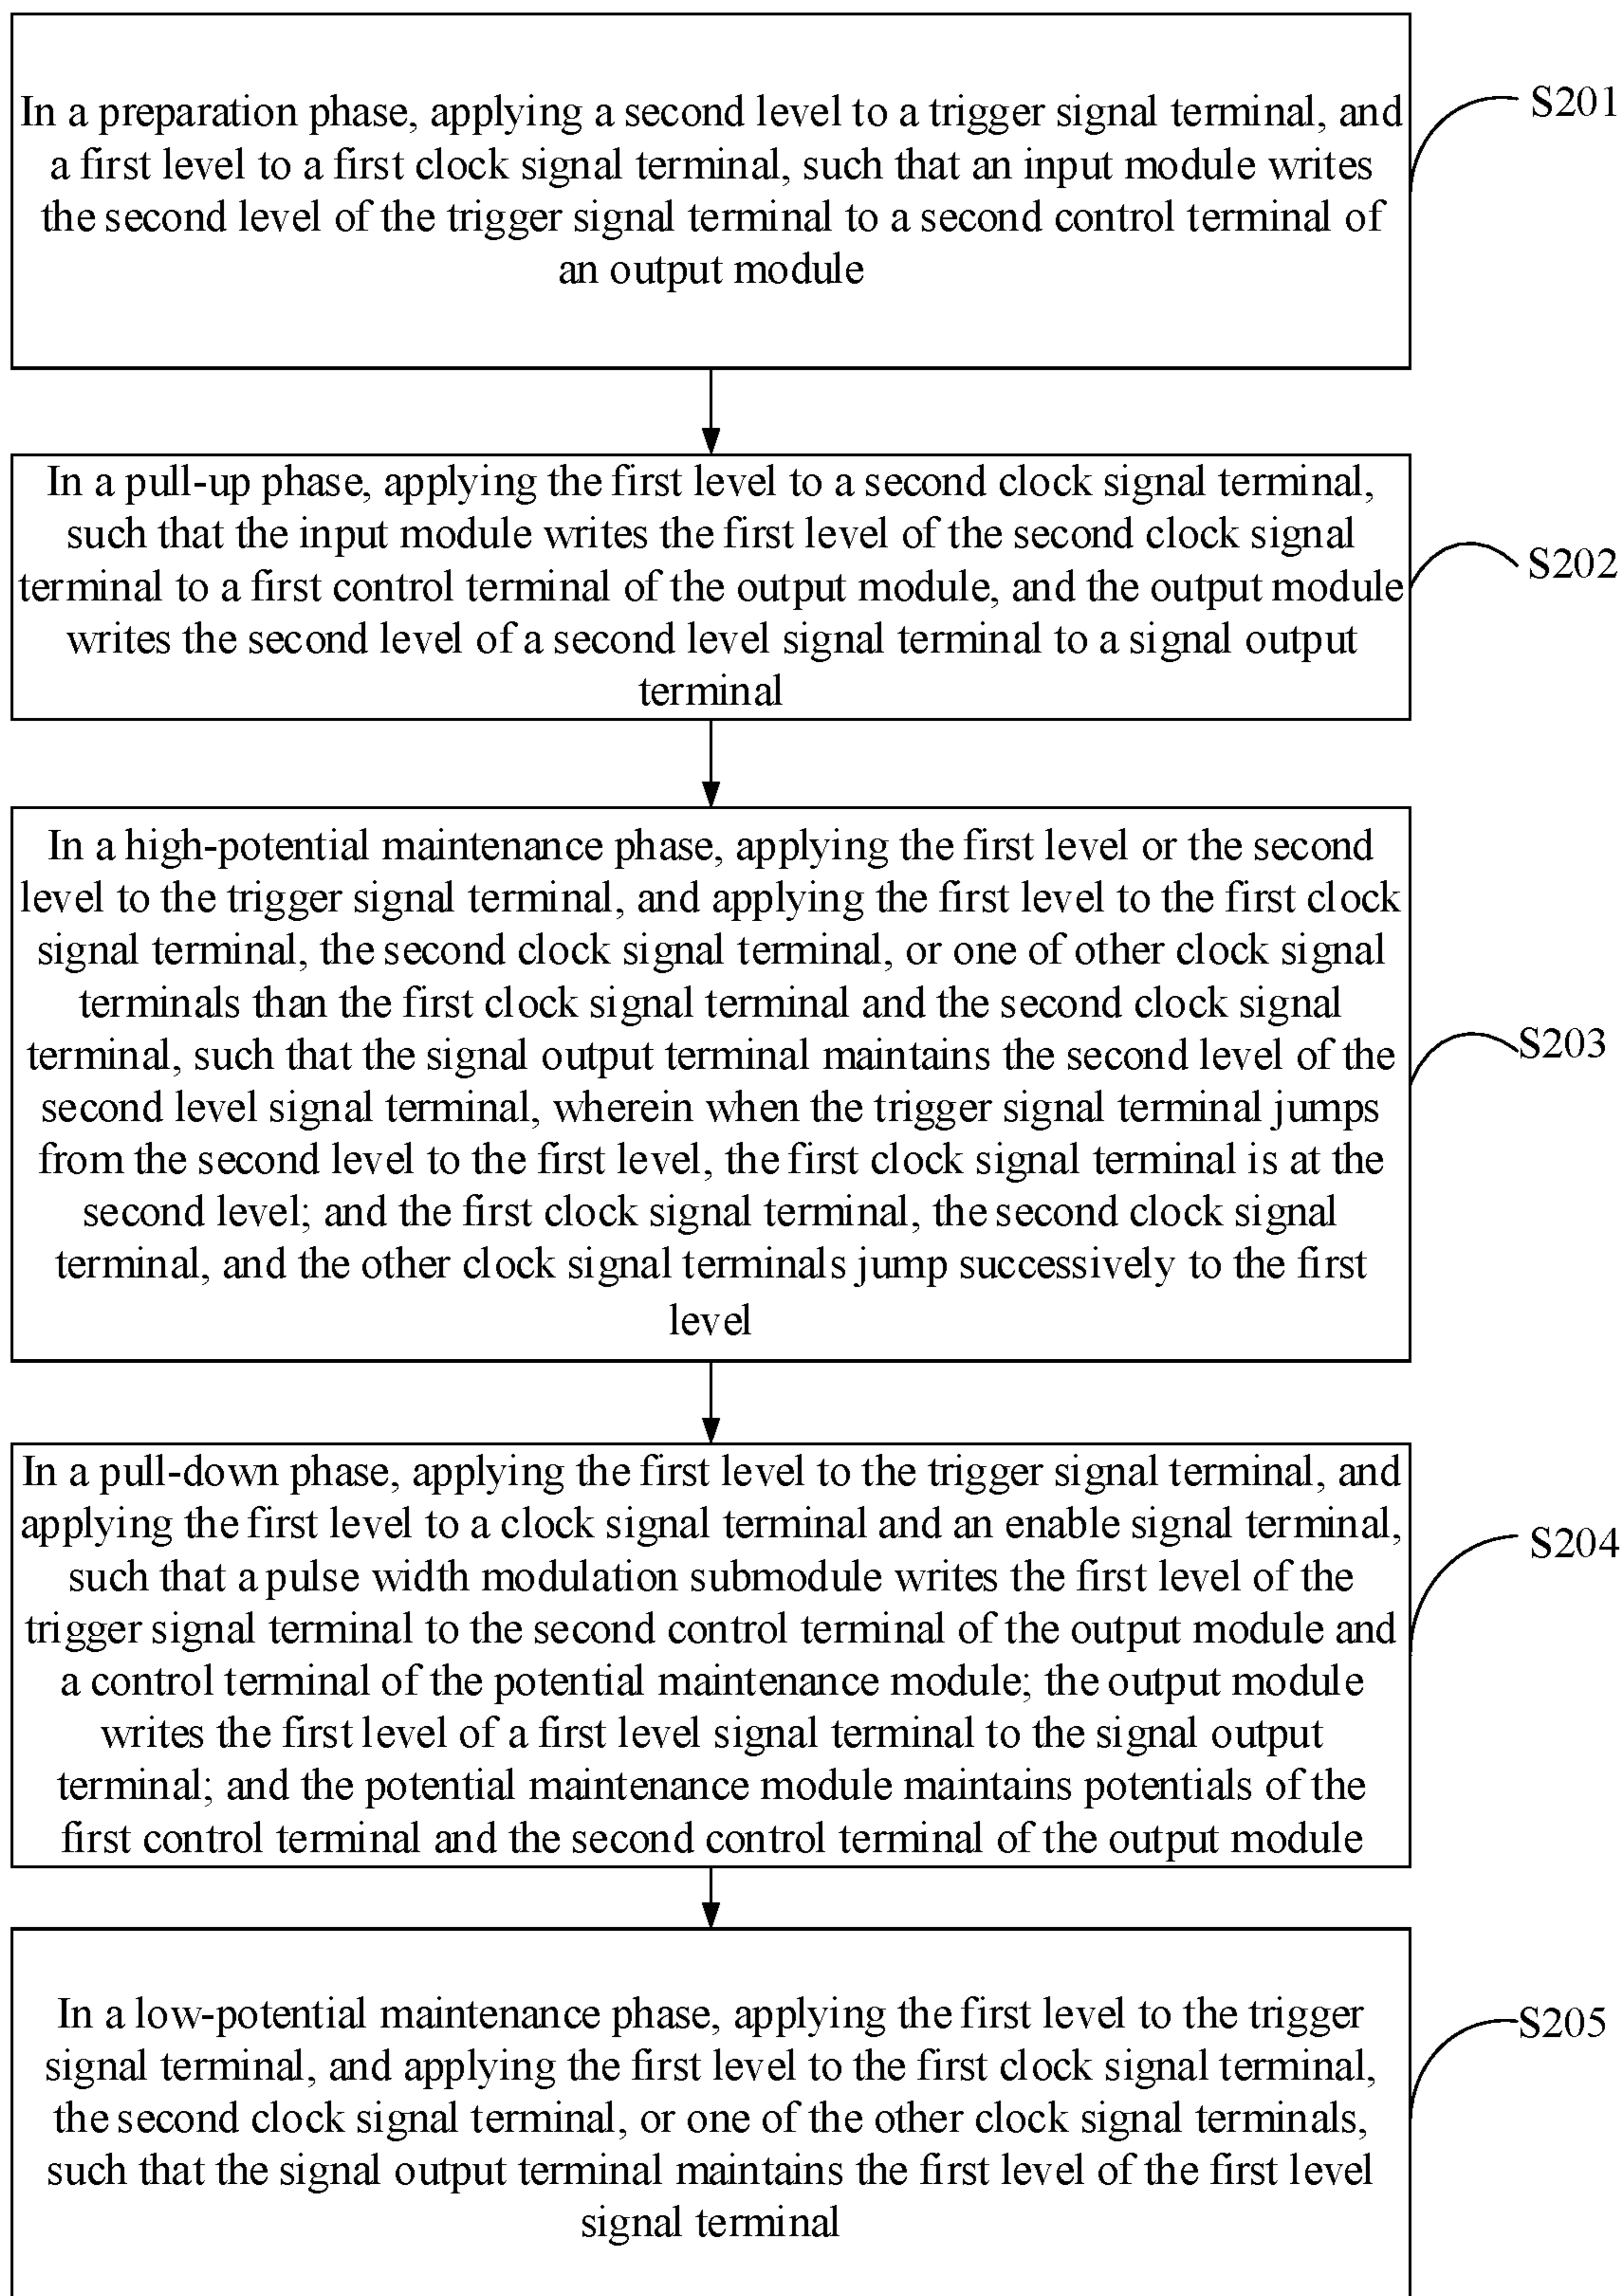 In a preparation phase, applying a second level to a trigger signal terminal, and
a first level to a first clock signal terminal, such that an input module writes
the second level of the trigger signal terminal to a second control terminal of
an output module
S201
In a pull-up phase, applying the first level to a second clock signal terminal,
such that the input module writes the first level of the second clock signal
terminal to a first control terminal of the output module, and the output module
writes the second level of a second level signal terminal to a signal output
terminal
S202
In a high-potential maintenance phase, applying the first level or the second
level to the trigger signal terminal, and applying the first level to the first clock
signal terminal, the second clock signal terminal, or one of other clock signal
terminals than the first clock signal terminal and the second clock signal
terminal, such that the signal output terminal maintains the second level of the
second level signal terminal, wherein when the trigger signal terminal jumps
from the second level to the first level, the first clock signal terminal is at the
second level; and the first clock signal terminal, the second clock signal
terminal, and the other clock signal terminals jump successively to the first
level
S203
In a pull-down phase, applying the first level to the trigger signal terminal, and
applying the first level to a clock signal terminal and an enable signal terminal,
such that a pulse width modulation submodule writes the first level of the
trigger signal terminal to the second control terminal of the output module and
a control terminal of the potential maintenance module; the output module
writes the first level of a first level signal terminal to the signal output
terminal; and the potential maintenance module maintains potentials of the
first control terminal and the second control terminal of the output module
S204
In a low-potential maintenance phase, applying the first level to the trigger
signal terminal, and applying the first level to the first clock signal terminal,
the second clock signal terminal, or one of the other clock signal terminals,
such that the signal output terminal maintains the first level of the first level
signal terminal
S205